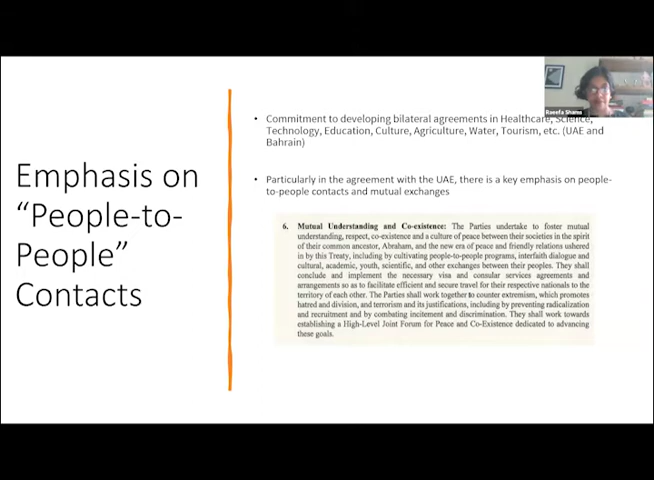 Emphasis on
“People-to-
People”
Contacts
• Commitment to developing bilateral agreements in Healthcare, Science,
Technology, Education, Culture, Agriculture, Water, Tourism, etc. (UAE and
Bahrain)
• Particularly in the agreement with the UAE, there is a key emphasis on people-
to-people contacts and mutual exchanges
6. Mutual Understanding and Co-existence: The Parties undertake to foster mutual
understanding, respect, co-existence and a culture of peace between their societies in the spirit
of their common ancestor, Abraham, and the new era of peace and friendly relations ushered
in by this Treaty, including by cultivating people-to-people programs, interfaith dialogue and
cultural, academic, youth, scientific, and other exchanges between their peoples. They shall
conclude and implement the necessary visa and consular services agreements and
arrangements so as to facilitate efficient and secure travel for their respective nationals to the
territory of each other. The Parties shall work together to counter extremism, which promotes
hatred and division, and terrorism and its justifications, including by preventing radicalization
and recruitment and by combating incitement and discrimination. They shall work towards
establishing a High-Level Joint Forum for Peace and Co-Existence dedicated to advancing
these goals.